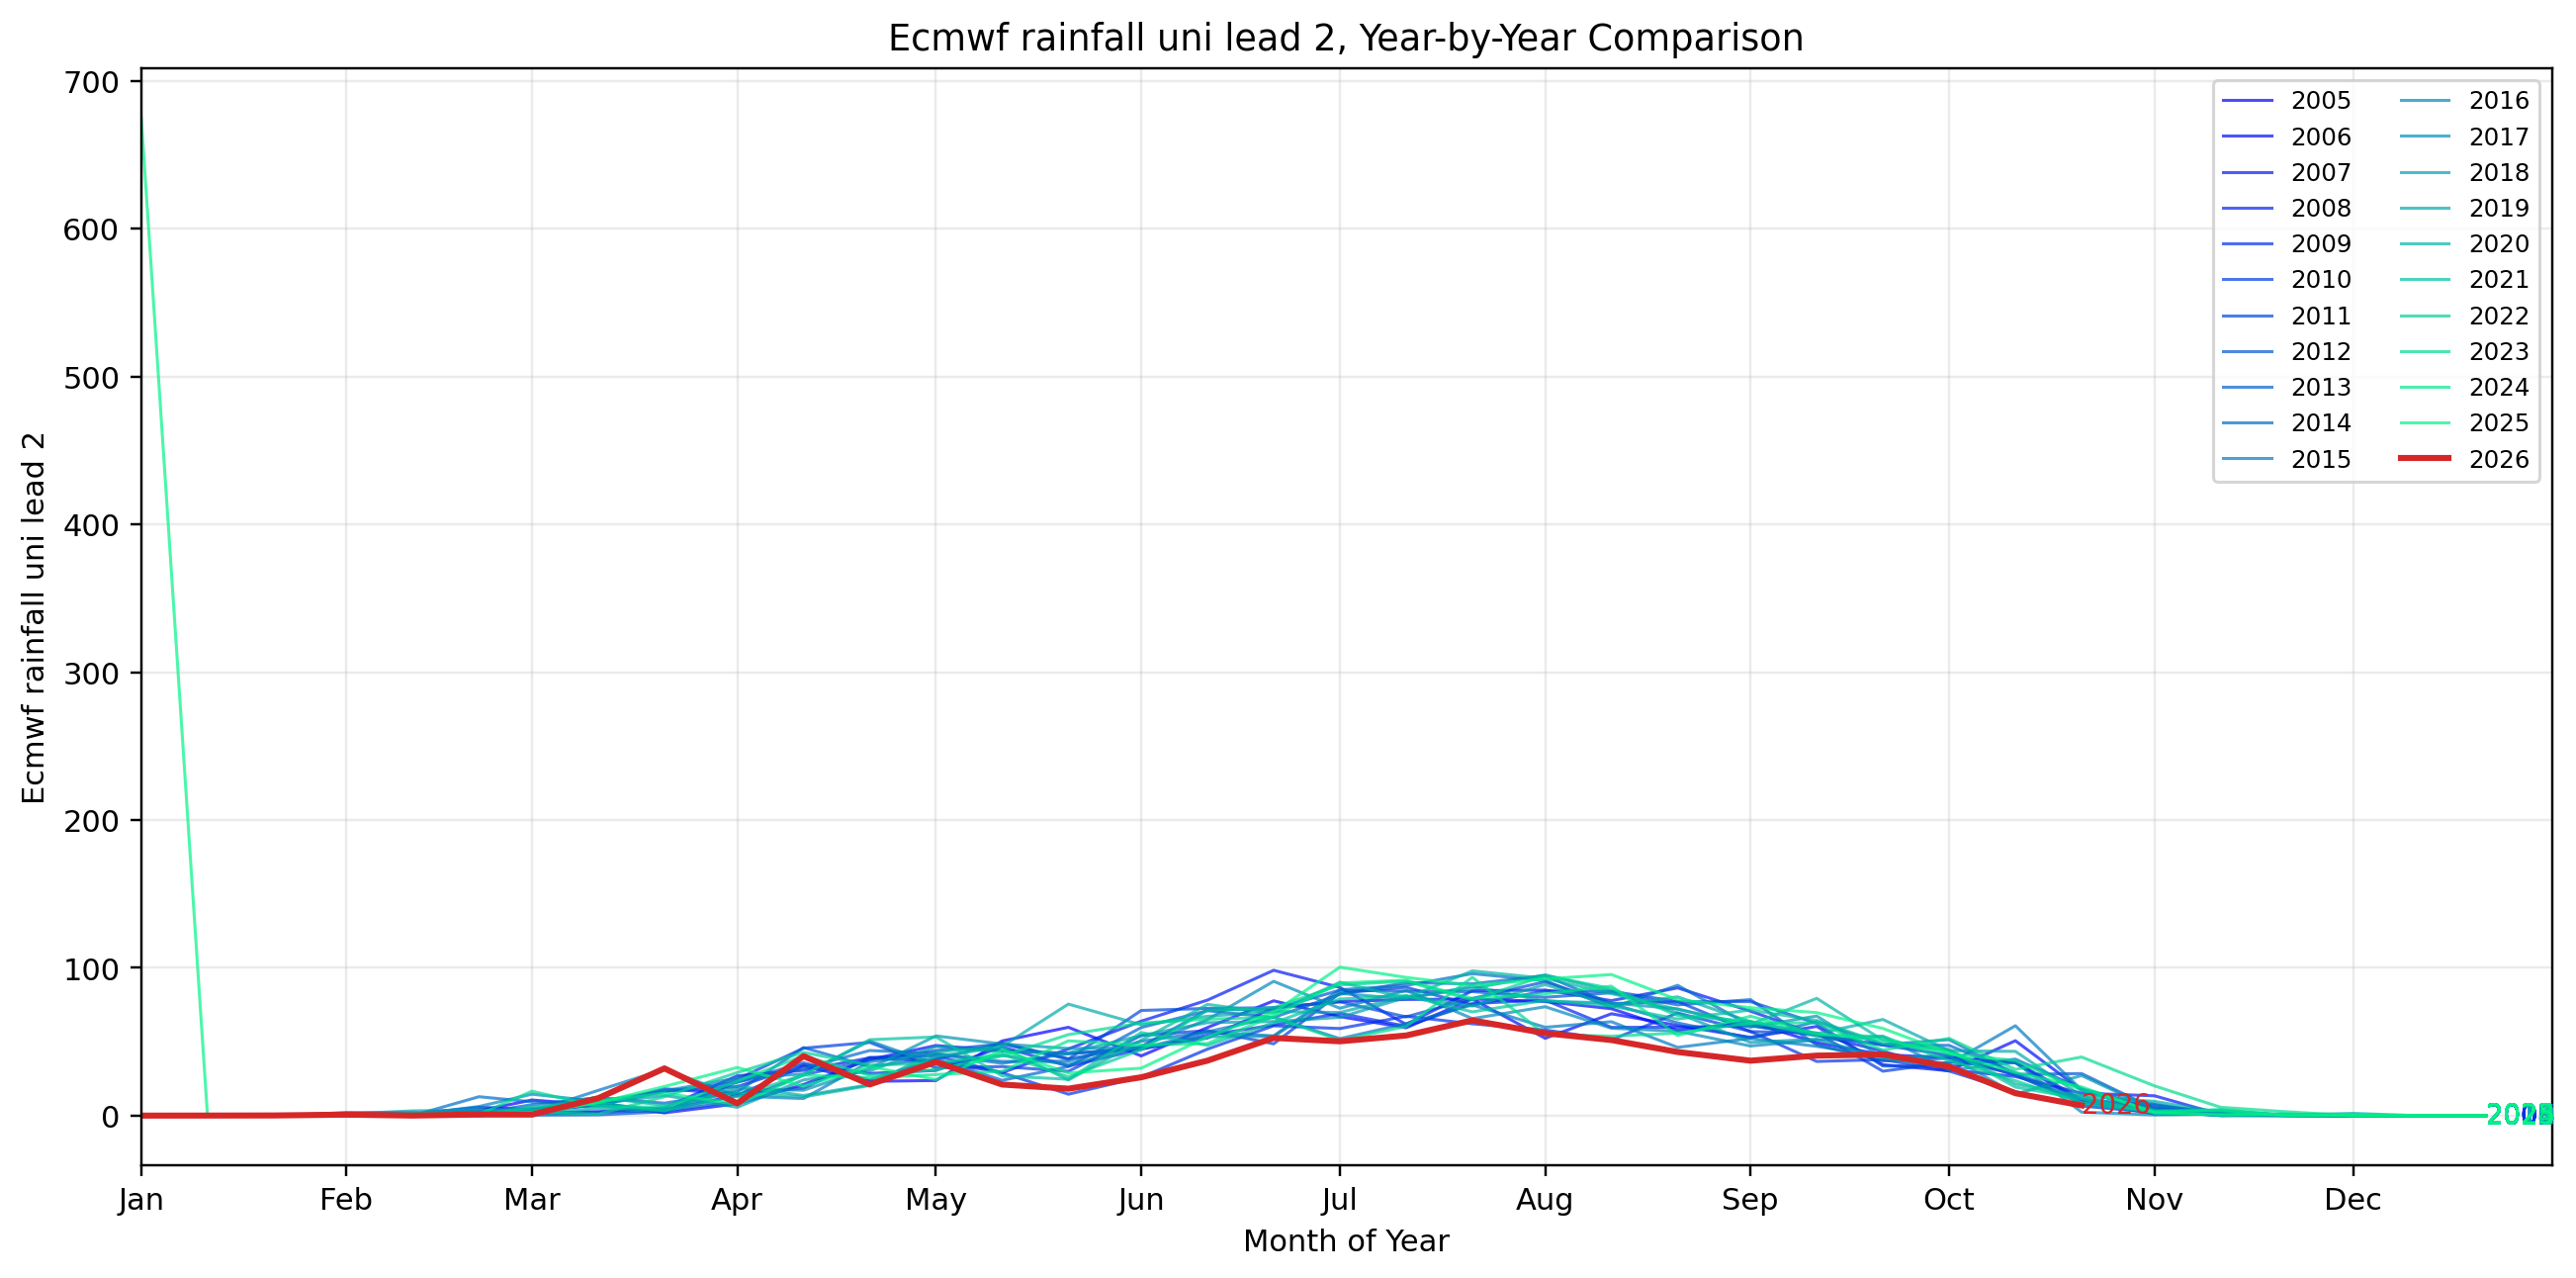 Ecmwf rainfall uni lead 2, Year-by-Year Comparison
Ecmwf rainfall uni lead 2
700
600
500
400
300
200
100
0
2005
2006
2007
2008
2009
2010
2011
2012
2013
2014
2015
2016
2017
2018
2019
2020
2021
2022
2023
2024
2025
2026
2026
Jan
Feb
Mar
Apr
May
Jun
Jul
Aug
Sep
Oct
Nov
Dec
Month of Year